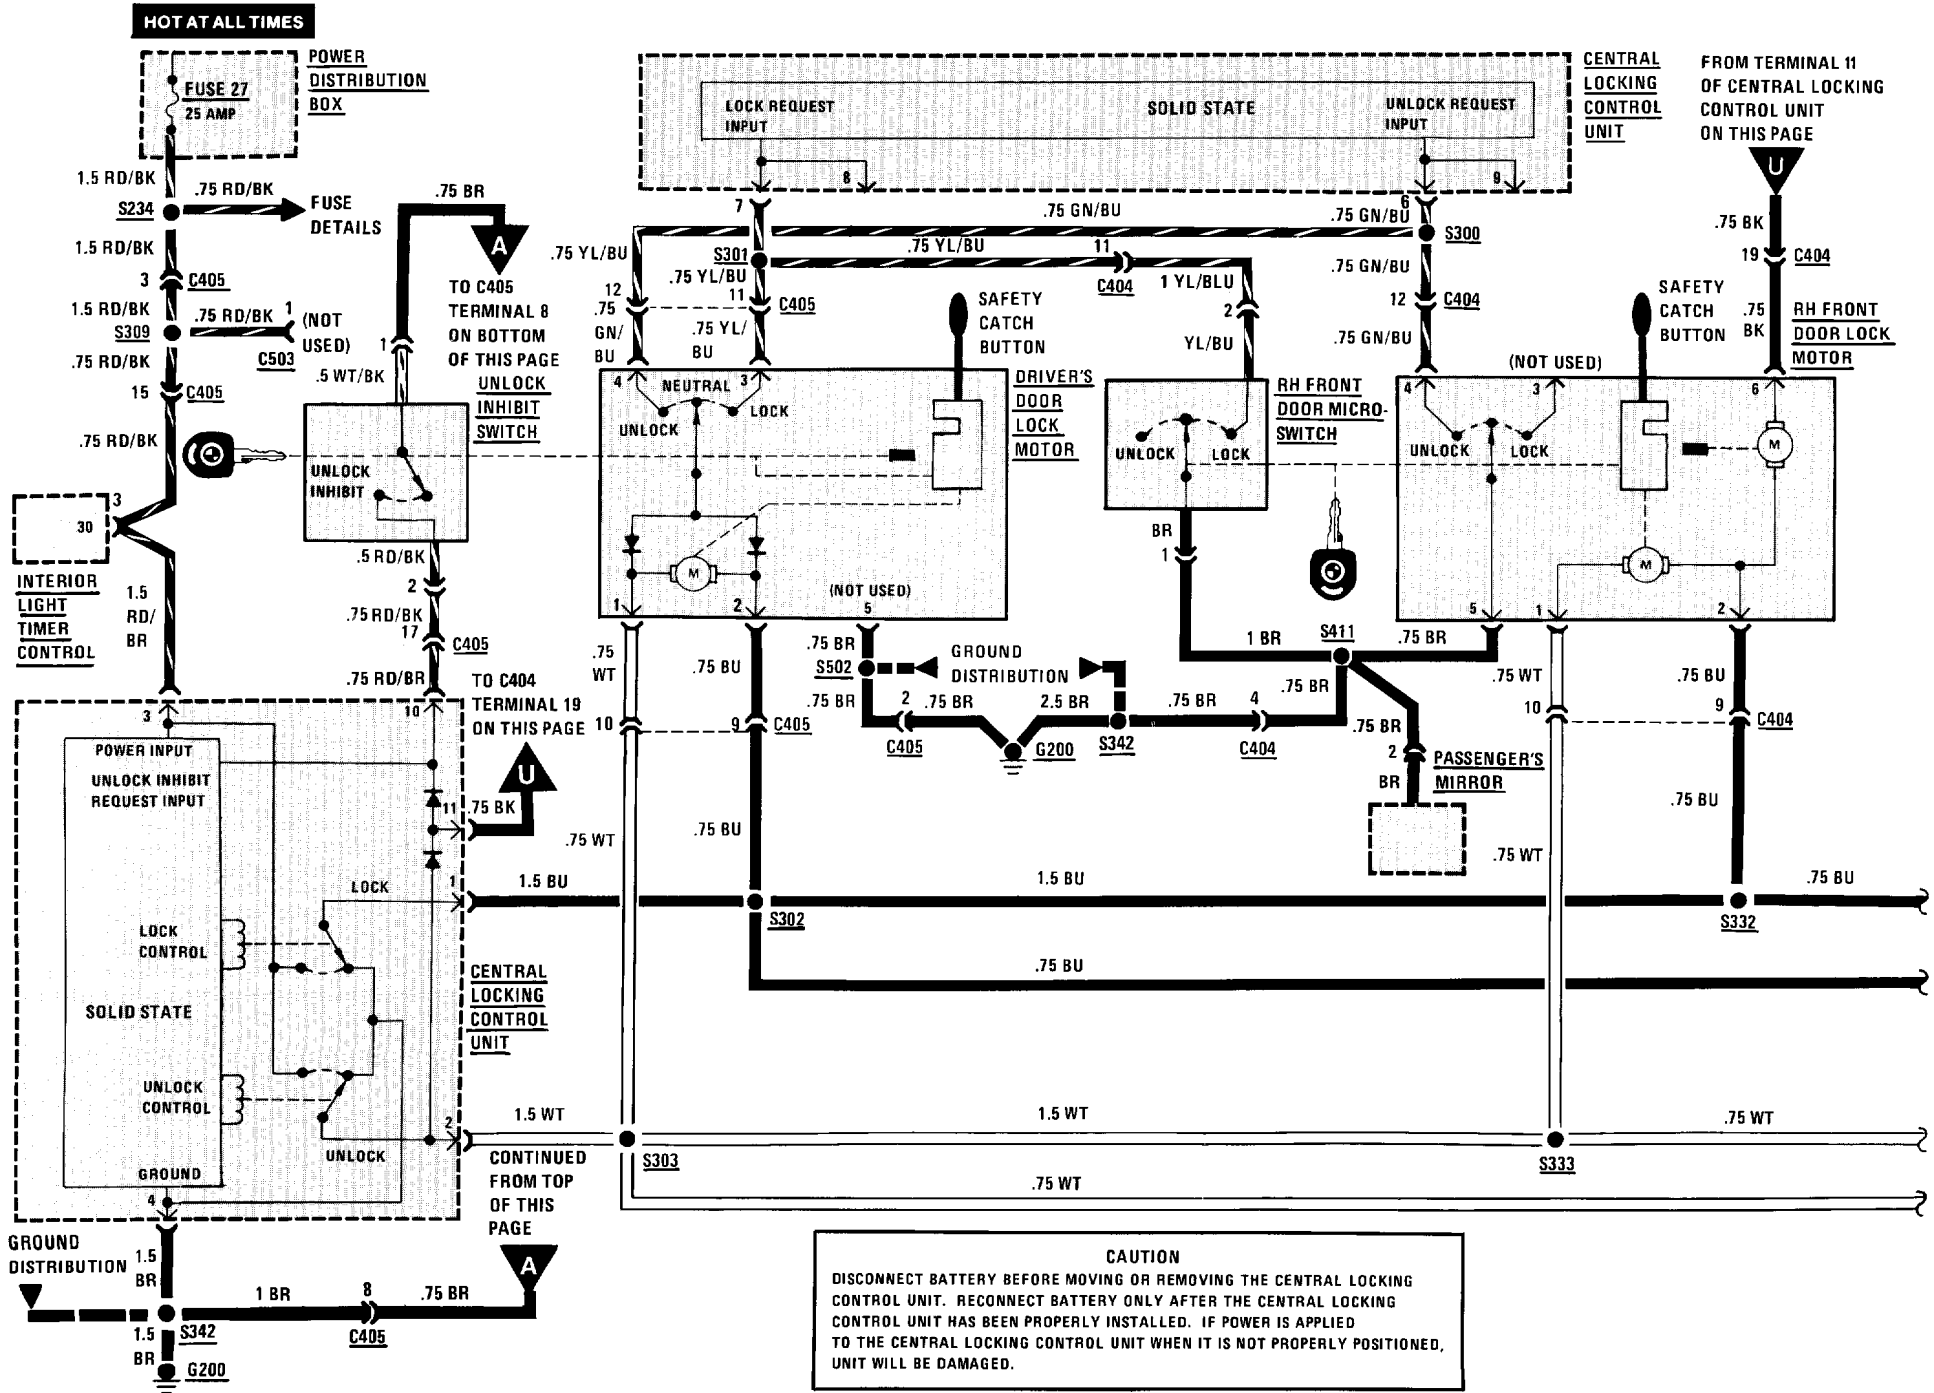 HOT AT ALL TIMES
POWER
DISTRIBUTION
BOX
FUSE 27
25 AMP
1.5 RD/BK
.75 RD/BK
S234
FUSE
DETAILS
1.5 RD/BK
3
C405
1.5 RD/BK
S309
.75 RD/BK
1
(NOT
USED)
C503
.75 RD/BK
15
C405
.75 RD/BK
3
30
INTERIOR
LIGHT
TIMER
CONTROL
1.5
RD/
BR
.75 BR
A
TO C405
TERMINAL 8
ON BOTTOM
OF THIS PAGE
1
.5 WT/BK
UNLOCK
INHIBIT
SWITCH
UNLOCK
INHIBIT
.5 RD/BK
2
.75 RD/BK
17
C405
.75 RD/BR
CENTRAL
LOCKING
CONTROL
UNIT
LOCK REQUEST
INPUT
SOLID STATE
UNLOCK REQUEST
INPUT
8
9
7
6
FROM TERMINAL 11
OF CENTRAL LOCKING
CONTROL UNIT
ON THIS PAGE
U
.75 BK
19
C404
.75
BK
RH FRONT
DOOR LOCK
MOTOR
.75 GN/BU
.75 GN/BU
S300
.75 YL/BU
S301
.75 YL/BU
11
C404
.75 YL/BU
1 YL/BLU
.75 GN/BU
12
C404
.75 GN/BU
12
.75
GN/
BU
11
C405
.75 YL/
BU
2
YL/BU
SAFETY
CATCH
BUTTON
SAFETY
CATCH
BUTTON
4
NEUTRAL
3
UNLOCK
LOCK
DRIVER'S
DOOR
LOCK
MOTOR
M
(NOT USED)
1
2
5
RH FRONT
DOOR MICRO-
SWITCH
UNLOCK
LOCK
BR
1
(NOT USED)
4
3
6
UNLOCK
LOCK
M
M
5
1
2
.75
WT
.75 BU
.75 BR
S502
.75 BR
GROUND
DISTRIBUTION
2
.75 BR
C405
G200
2.5 BR
S342
.75 BR
4
C404
1 BR
S411
.75 BR
.75 BR
.75 BR
2
BR
PASSENGER'S
MIRROR
.75 WT
10
.75 BU
9
C404
.75 BU
.75 WT
10
9
C405
.75 WT
.75 BU
TO C404
TERMINAL 19
ON THIS PAGE
U
11
.75 BK
3
10
POWER INPUT
UNLOCK INHIBIT
REQUEST INPUT
LOCK
1
1.5 BU
S302
1.5 BU
S332
.75 BU
.75 BU
LOCK
CONTROL
SOLID STATE
CENTRAL
LOCKING
CONTROL
UNIT
UNLOCK
CONTROL
UNLOCK
2
1.5 WT
S303
1.5 WT
S333
.75 WT
.75 WT
GROUND
4
CONTINUED
FROM TOP
OF THIS
PAGE
A
GROUND
DISTRIBUTION
1.5
BR
1 BR
8
C405
.75 BR
S342
1.5
BR
G200
CAUTION
DISCONNECT BATTERY BEFORE MOVING OR REMOVING THE CENTRAL LOCKING
CONTROL UNIT. RECONNECT BATTERY ONLY AFTER THE CENTRAL LOCKING
CONTROL UNIT HAS BEEN PROPERLY INSTALLED. IF POWER IS APPLIED
TO THE CENTRAL LOCKING CONTROL UNIT WHEN IT IS NOT PROPERLY POSITIONED,
UNIT WILL BE DAMAGED.